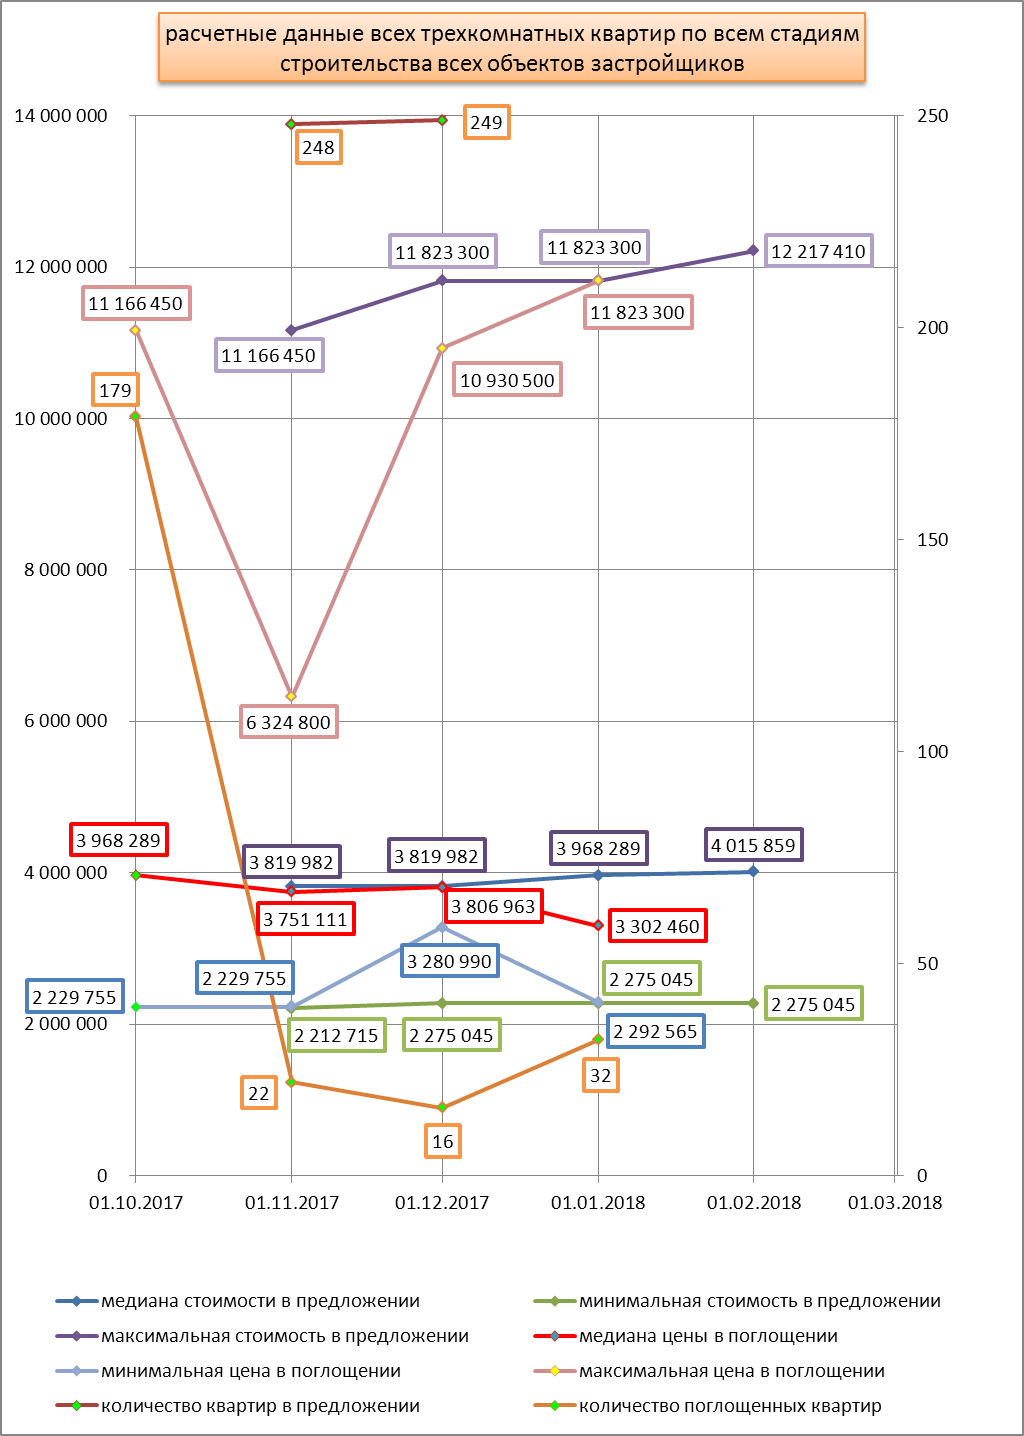 расчетные данные всех трехкомнатных квартир по всем стадиям
строительства всех объектов застройщиков
14 000 000
250
248
249
11 823 300
11 823 300
12 217 410
12 000 000
11 166 450
11 823 300
200
11 166 450
10 930 500
179
10 000 000
8 000 000
150
6 000 000
6 324 800
100
3 968 289
3 819 982
3 819 982
3 968 289
4 015 859
4 000 000
3 751 111
3 806 963
3 302 460
50
2 229 755
2 229 755
3 280 990
2 275 045
2 275 045
2 000 000
2 212 715
2 275 045
2 292 565
22
32
16
0
0
01.10.2017
01.11.2017
01.12.2017
01.01.2018
01.02.2018
01.03.2018
медиана стоимости в предложении
минимальная стоимость в предложении
максимальная стоимость в предложении
медиана цены в поглощении
минимальная цена в поглощении
максимальная цена в поглощении
количество квартир в предложении
количество поглощенных квартир